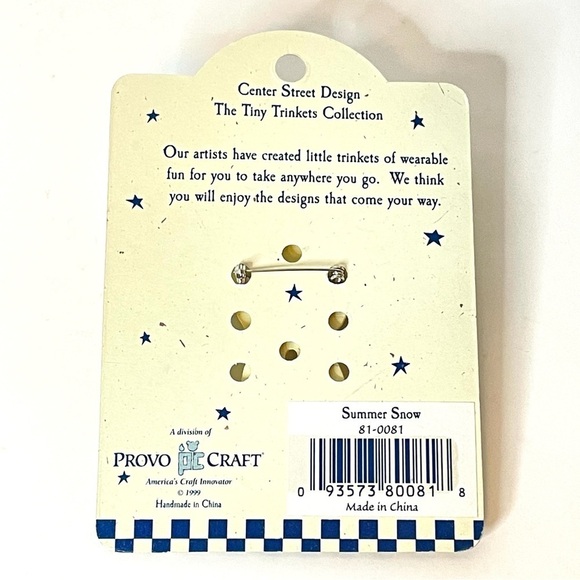 Center Street Design
The Tiny Trinkets Collection
Our artists have created little trinkets of wearable
fun for you to take anywhere you go. We think
you will enjoy the designs that come your way.
A division of
PROVO PC CRAFT®
America's Craft Innovator
© 1999
Handmade in China
Summer Snow
81-0081
0 93573 80081 8
Made in China